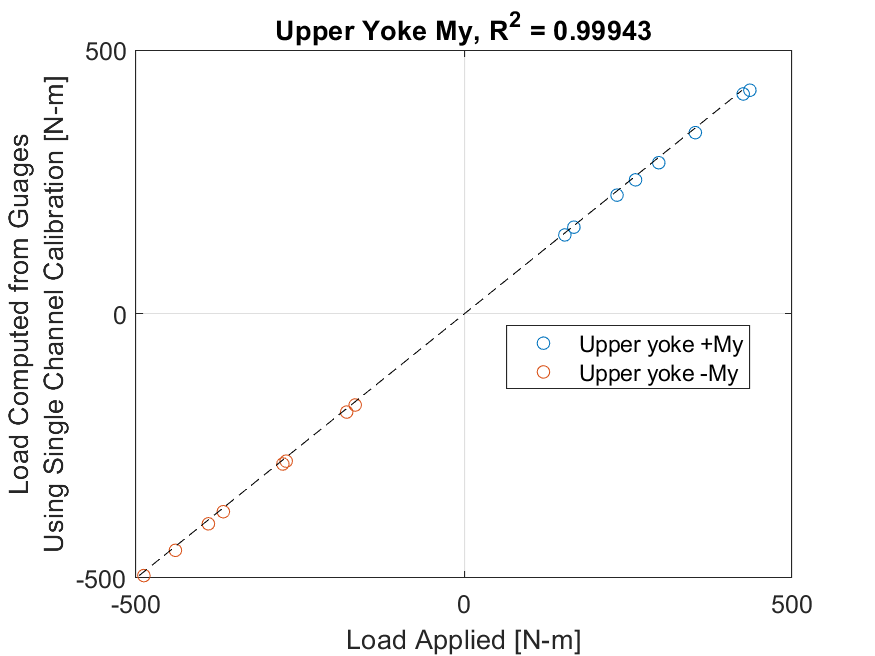 Upper Yoke My, R² = 0.99943
Load Computed from Guages
Using Single Channel Calibration [N-m]
500
0
-500
Upper yoke +My
Upper yoke -My
-500 0 500
Load Applied [N-m]